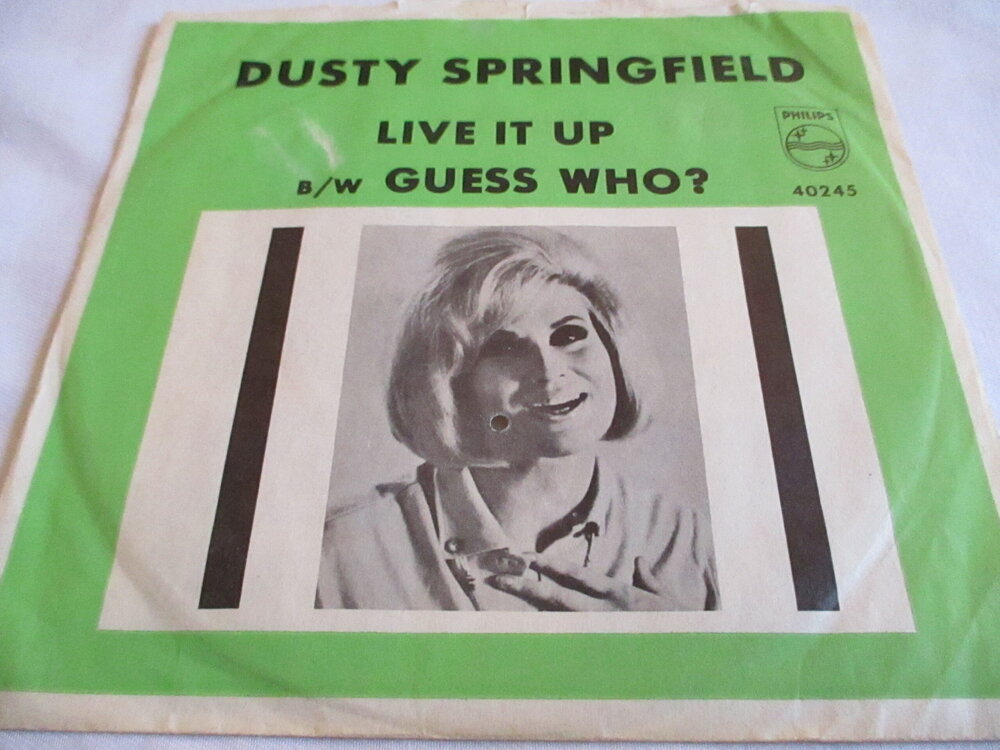 DUSTY SPRINGFIELD
LIVE IT UP
B/W GUESS WHO?
PHILIPS
40245